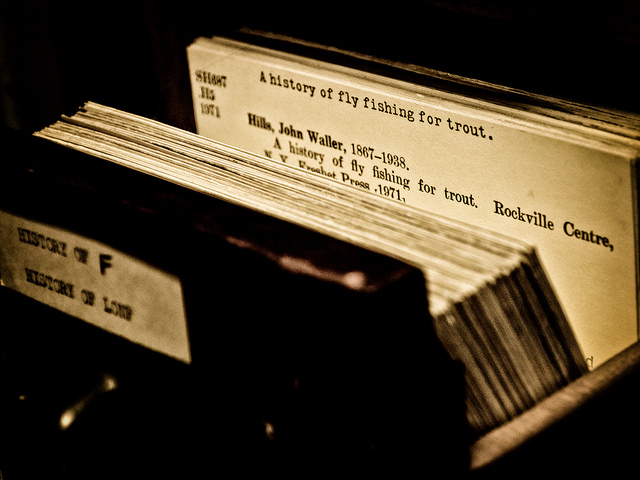 SH687
.H5
1971
A history of fly fishing for trout.
Hills, John Waller, 1867-1938.
A history of fly fishing for trout. Rockville Centre,
N. Y. Freshet Press, 1971.
HISTORY OF F
HISTORY OF LONF
d